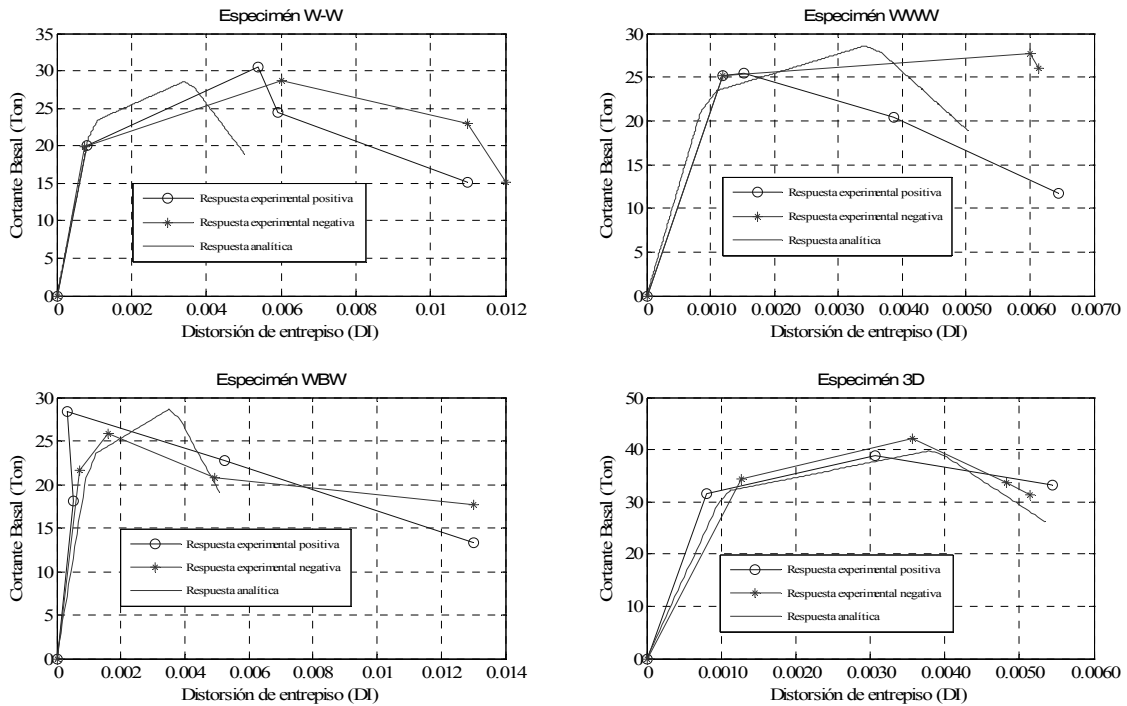 Especimén W-W
35
30
25
20
15
10
5
0
Cortante Basal (Ton)
0 0.002 0.004 0.006 0.008 0.01 0.012
Distorsión de entrepiso (DI)
Respuesta experimental positiva
Respuesta experimental negativa
Respuesta analítica
Especimén WWW
30
25
20
15
10
5
0
Cortante Basal (Ton)
0 0.0010 0.0020 0.0030 0.0040 0.0050 0.0060 0.0070
Distorsión de entrepiso (DI)
Respuesta experimental positiva
Respuesta experimental negativa
Respuesta analítica
Especimén WBW
30
25
20
15
10
5
0
Cortante Basal (Ton)
0 0.002 0.004 0.006 0.008 0.01 0.012 0.014
Distorsión de entrepiso (DI)
Respuesta experimental positiva
Respuesta experimental negativa
Respuesta analítica
Especimén 3D
50
40
30
20
10
0
Cortante Basal (Ton)
0 0.0010 0.0020 0.0030 0.0040 0.0050 0.0060
Distorsión de entrepiso (DI)
Respuesta experimental positiva
Respuesta experimental negativa
Respuesta analítica